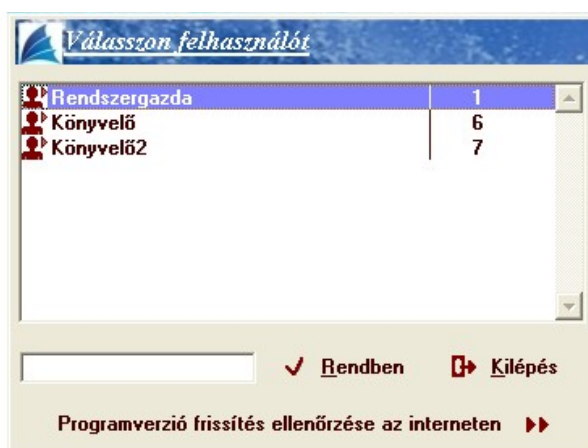 Válasszon felhasználót
Rendszergazda 1
Könyvelő 6
Könyvelő2 7
Rendben Kilépés
Programverzió frissítés ellenőrzése az interneten